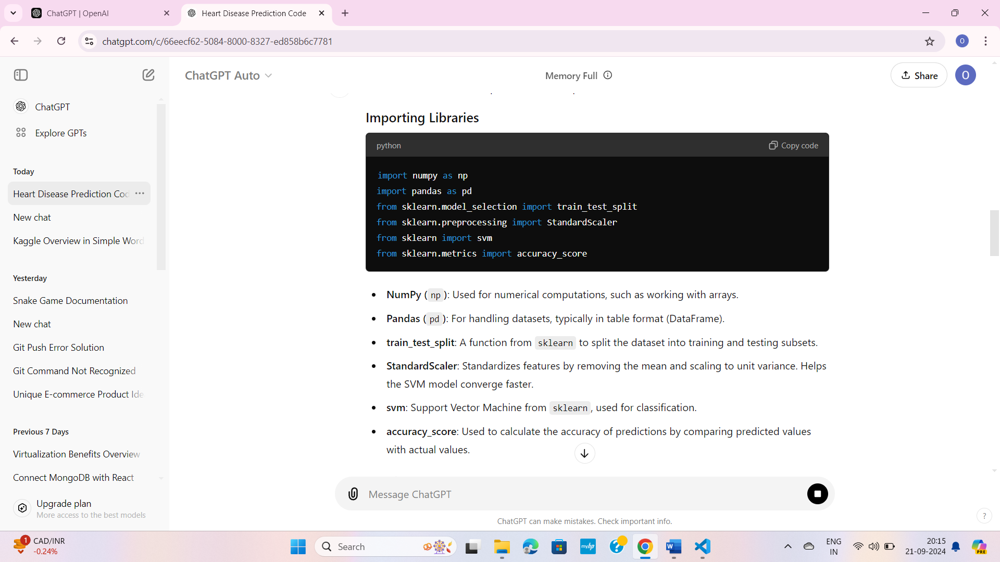 ChatGPT | OpenAI
Heart Disease Prediction Code
chatgpt.com/c/66eecf62-5084-8000-8327-ed858b6c7781
O
ChatGPT Auto
Memory Full
Share
O
ChatGPT
Explore GPTs
Today
Heart Disease Prediction Cod
New chat
Kaggle Overview in Simple Word
Yesterday
Snake Game Documentation
New chat
Git Push Error Solution
Git Command Not Recognized
Unique E-commerce Product Ide
Previous 7 Days
Virtualization Benefits Overview
Connect MongoDB with React
Upgrade plan
More access to the best models
Importing Libraries
python
Copy code
import numpy as np
import pandas as pd
from sklearn.model_selection import train_test_split
from sklearn.preprocessing import StandardScaler
from sklearn import svm
from sklearn.metrics import accuracy_score
• NumPy (np): Used for numerical computations, such as working with arrays.
• Pandas (pd): For handling datasets, typically in table format (DataFrame).
• train_test_split: A function from sklearn to split the dataset into training and testing subsets.
• StandardScaler: Standardizes features by removing the mean and scaling to unit variance. Helps
the SVM model converge faster.
• svm: Support Vector Machine from sklearn, used for classification.
• accuracy_score: Used to calculate the accuracy of predictions by comparing predicted values
with actual values.
Message ChatGPT
ChatGPT can make mistakes. Check important info.
?
1
CAD/INR
-0.24%
Search
myhp
W
ENG
IN
20:15
21-09-2024
PRE